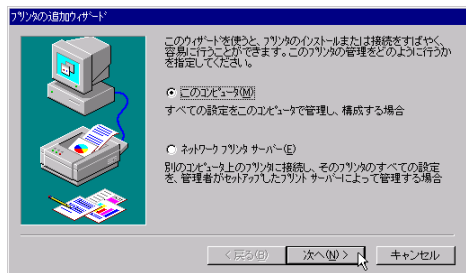 プリンタの追加ウィザード
このウィザードを使うと、プリンタのインストールまたは接続をすばやく、
容易に行うことができます。このプリンタの管理をどのように行うか
を指定してください。
このコンピュータ(M)
すべての設定をこのコンピュータで管理し、構成する場合
ネットワーク プリンタ サーバー(E)
別のコンピュータ上のプリンタに接続し、そのプリンタのすべての設定
を、管理者がセットアップしたプリント サーバーによって管理する場合
< 戻る(B)
次へ(N) >
キャンセル